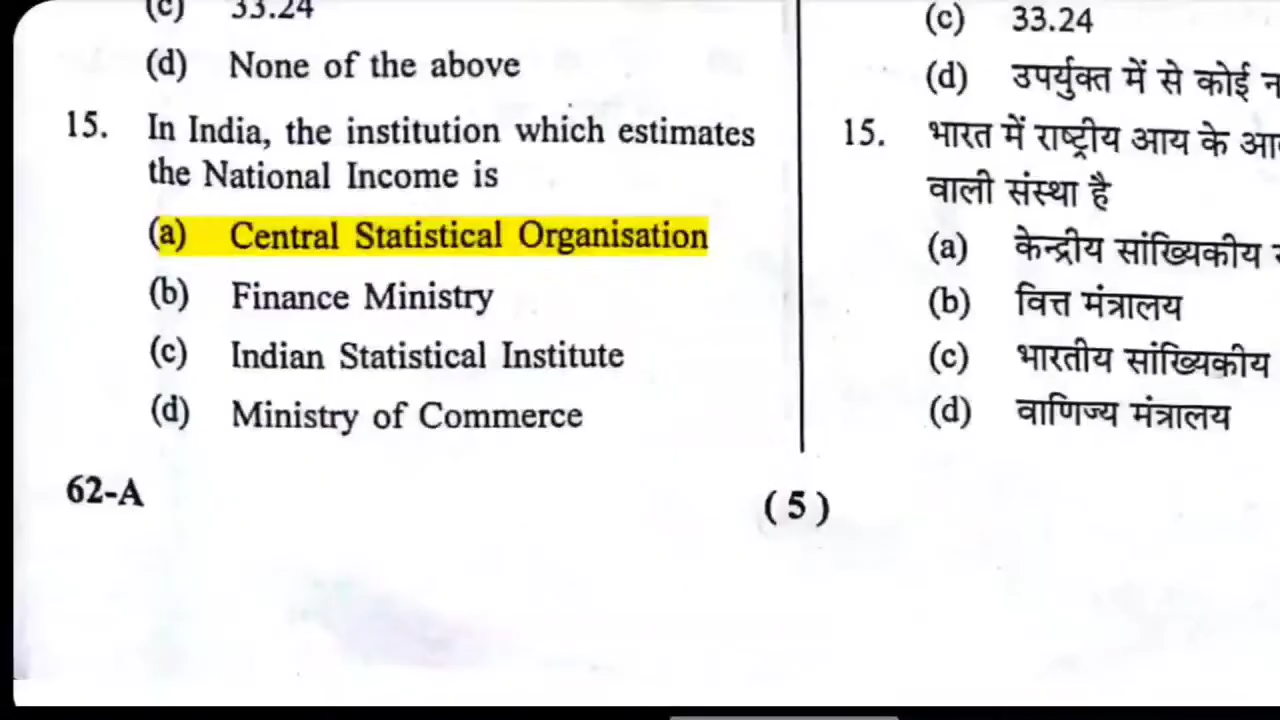 (c) 33.24
(d) None of the above
15. In India, the institution which estimates
the National Income is
(a) Central Statistical Organisation
(b) Finance Ministry
(c) Indian Statistical Institute
(d) Ministry of Commerce
62-A
(c) 33.24
(d) उपर्युक्त में से कोई
15. भारत में राष्ट्रीय आय के
वाली संस्था है
(a) केन्द्रीय सांख्यिकीय
(b) वित्त मंत्रालय
(c) भारतीय सांख्यिकीय
(d) वाणिज्य मंत्रालय
( 5 )